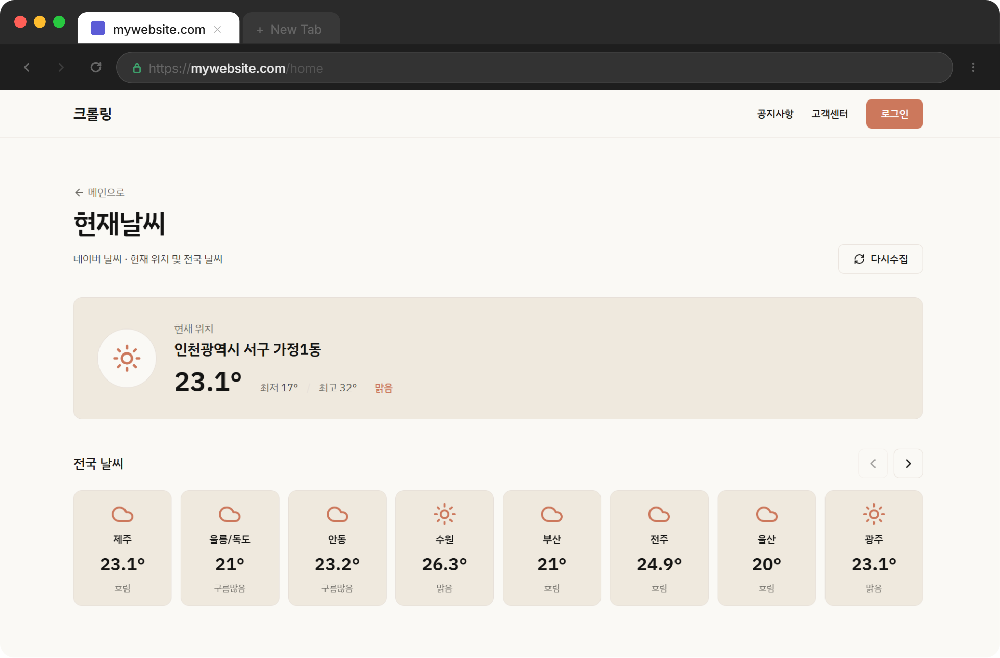 mywebsite.com
+ New Tab
https://mywebsite.com/home
크롤링
공지사항
고객센터
로그인
← 메인으로
현재날씨
네이버 날씨 · 현재 위치 및 전국 날씨
다시수집
현재 위치
인천광역시 서구 가정1동
23.1° 최저 17° / 최고 32° 맑음
전국 날씨
제주
23.1°
흐림
울릉/독도
21°
구름많음
안동
23.2°
구름많음
수원
26.3°
맑음
부산
21°
흐림
전주
24.9°
흐림
울산
20°
흐림
광주
23.1°
맑음